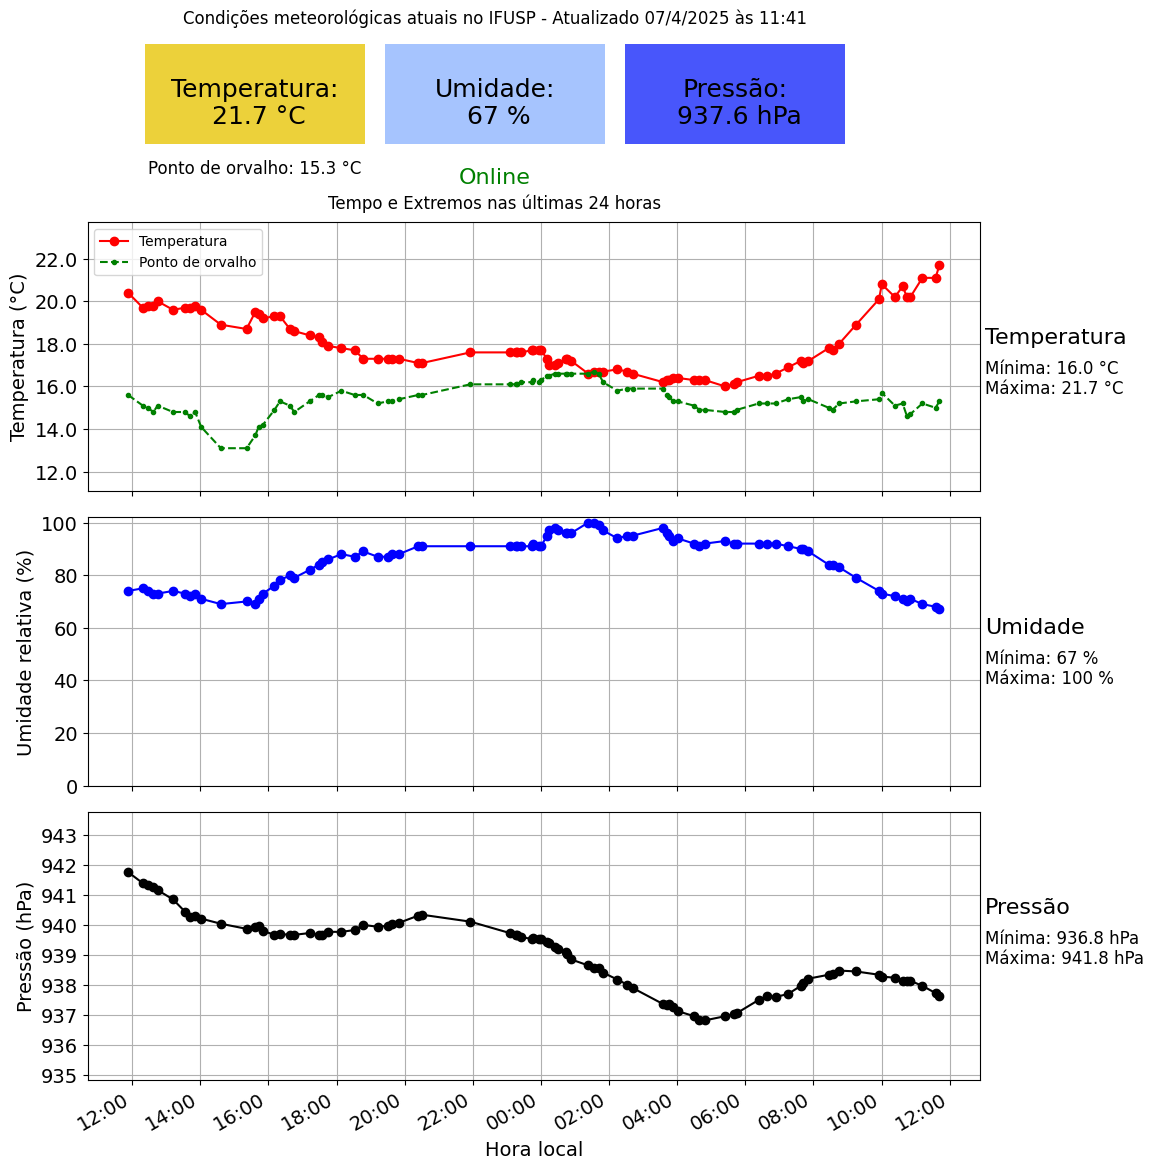 Condições meteorológicas atuais no IFUSP - Atualizado 07/4/2025 às 11:41
Temperatura:
21.7 °C
Umidade:
67 %
Pressão:
937.6 hPa
Ponto de orvalho: 15.3 °C
Online
Tempo e Extremos nas últimas 24 horas
Temperatura
Ponto de orvalho
Temperatura (°C)
22.0
20.0
18.0
16.0
14.0
12.0
Temperatura
Mínima: 16.0 °C
Máxima: 21.7 °C
Umidade relativa (%)
100
80
60
40
20
0
Umidade
Mínima: 67 %
Máxima: 100 %
Pressão (hPa)
943
942
941
940
939
938
937
936
935
Pressão
Mínima: 936.8 hPa
Máxima: 941.8 hPa
12:00
14:00
16:00
18:00
20:00
22:00
00:00
02:00
04:00
06:00
08:00
10:00
12:00
Hora local